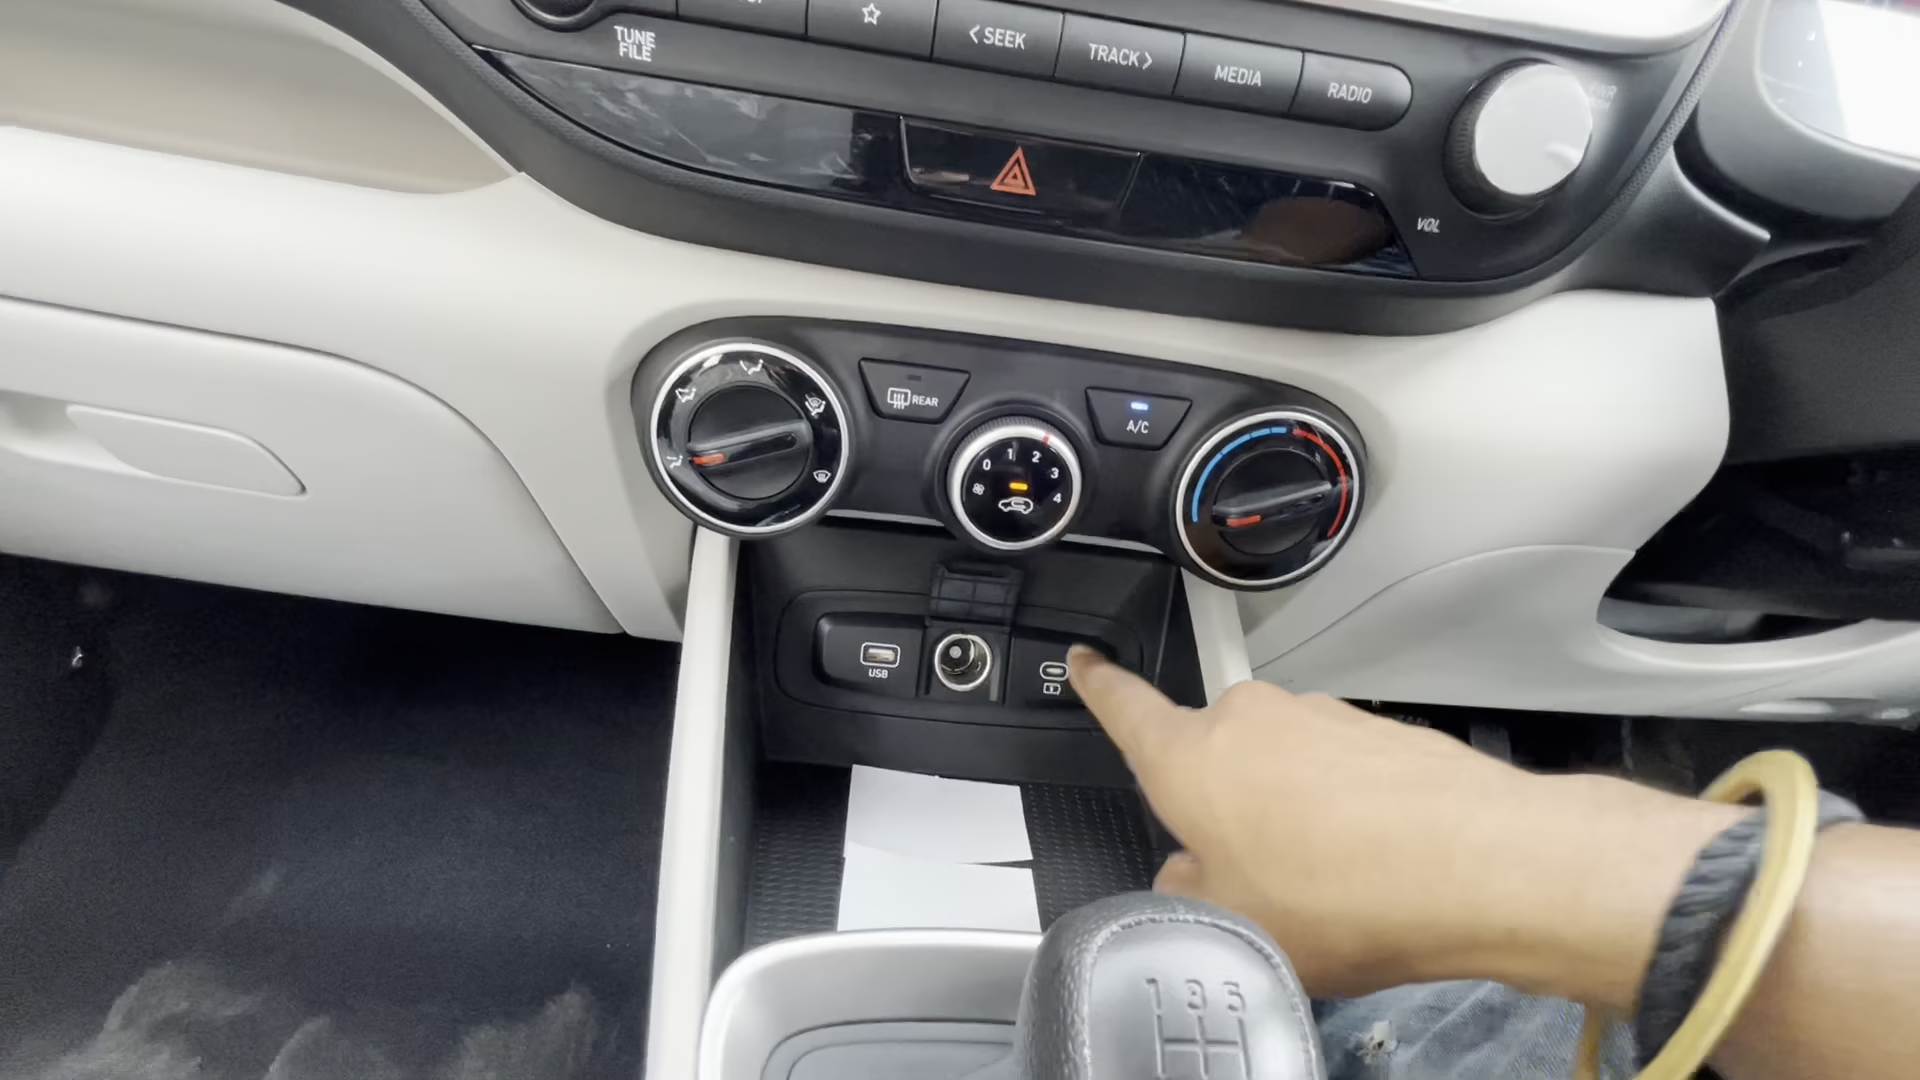 TUNE
FILE
< SEEK
TRACK >
MEDIA
RADIO
VOL
REAR
A/C
0 1 2 3 4
USB
1 3 5